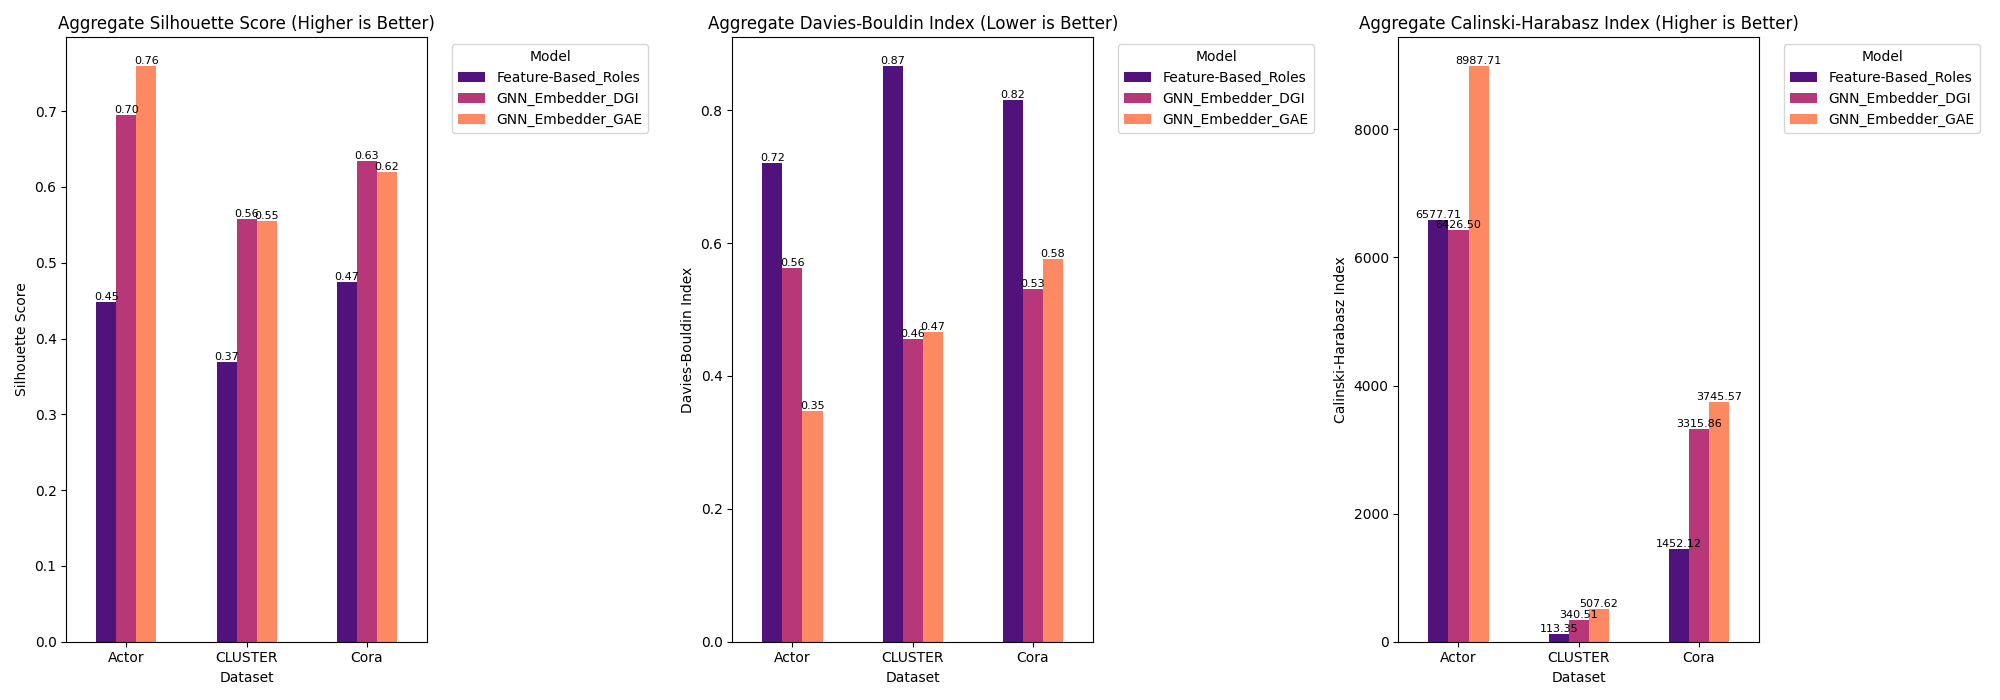 Aggregate Silhouette Score (Higher is Better)
Silhouette Score
0.7
0.6
0.5
0.4
0.3
0.2
0.1
0.0
0.45
0.70
0.76
0.37
0.56
0.55
0.47
0.63
0.62
Actor
CLUSTER
Cora
Dataset
Model
Feature-Based_Roles
GNN_Embedder_DGI
GNN_Embedder_GAE
Aggregate Davies-Bouldin Index (Lower is Better)
Davies-Bouldin Index
0.8
0.6
0.4
0.2
0.0
0.72
0.56
0.35
0.87
0.46
0.47
0.82
0.53
0.58
Actor
CLUSTER
Cora
Dataset
Model
Feature-Based_Roles
GNN_Embedder_DGI
GNN_Embedder_GAE
Aggregate Calinski-Harabasz Index (Higher is Better)
Calinski-Harabasz Index
8000
6000
4000
2000
0
6577.71
6426.50
8987.71
113.35
340.51
507.62
1452.12
3315.86
3745.57
Actor
CLUSTER
Cora
Dataset
Model
Feature-Based_Roles
GNN_Embedder_DGI
GNN_Embedder_GAE